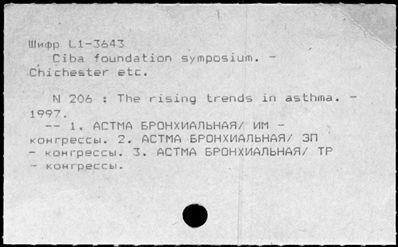 Шифр L1-3643
Ciba foundation symposium. -
Chichester etc.
N 206 : The rising trends in asthma. -
1997.
-- 1. АСТМА БРОНХИАЛЬНАЯ/ ИМ -
конгрессы. 2. АСТМА БРОНХИАЛЬНАЯ/ ЭП
- конгрессы. 3. АСТМА БРОНХИАЛЬНАЯ/ ТР
- конгрессы.